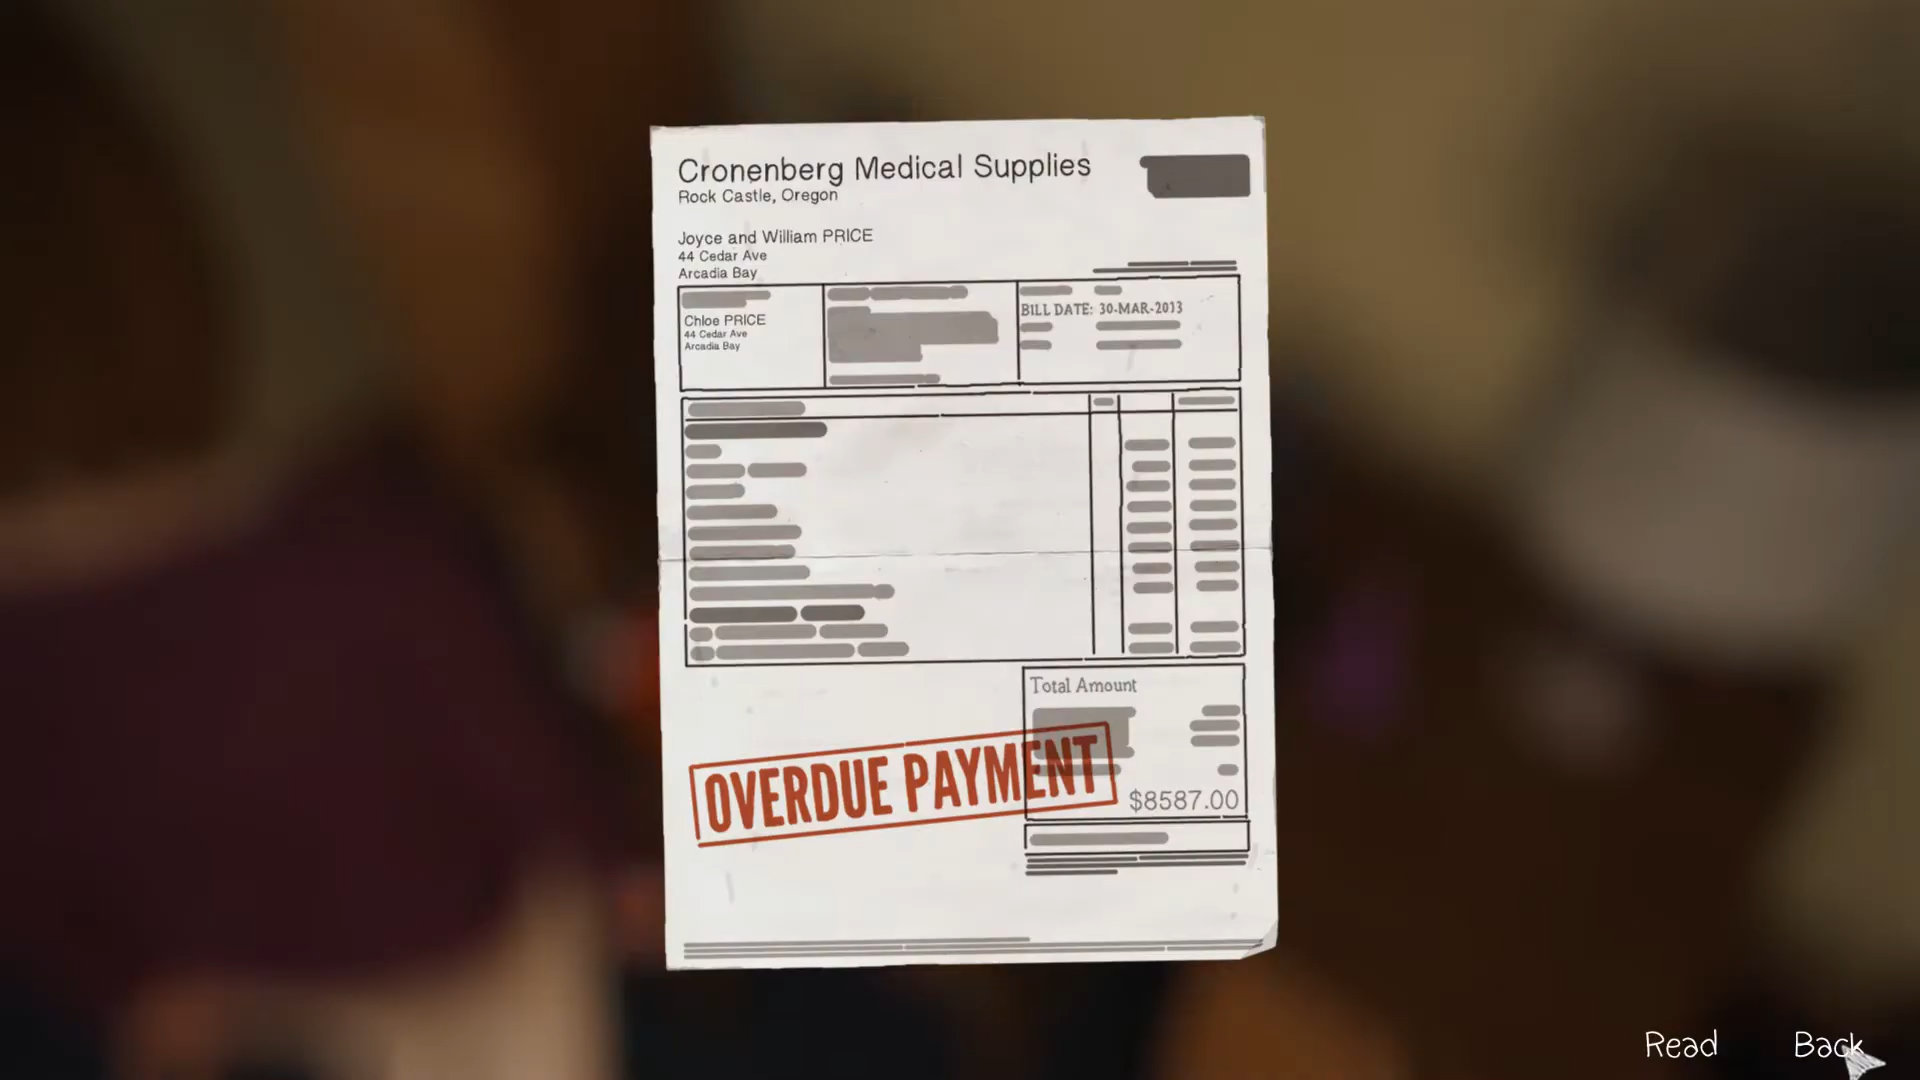 Cronenberg Medical Supplies
Rock Castle, Oregon
Joyce and William PRICE
44 Cedar Ave
Arcadia Bay
Chloe PRICE
44 Cedar Ave
Arcadia Bay
BILL DATE: 30-MAR-2013
Total Amount
OVERDUE PAYMENT
$8587.00
Read
Back